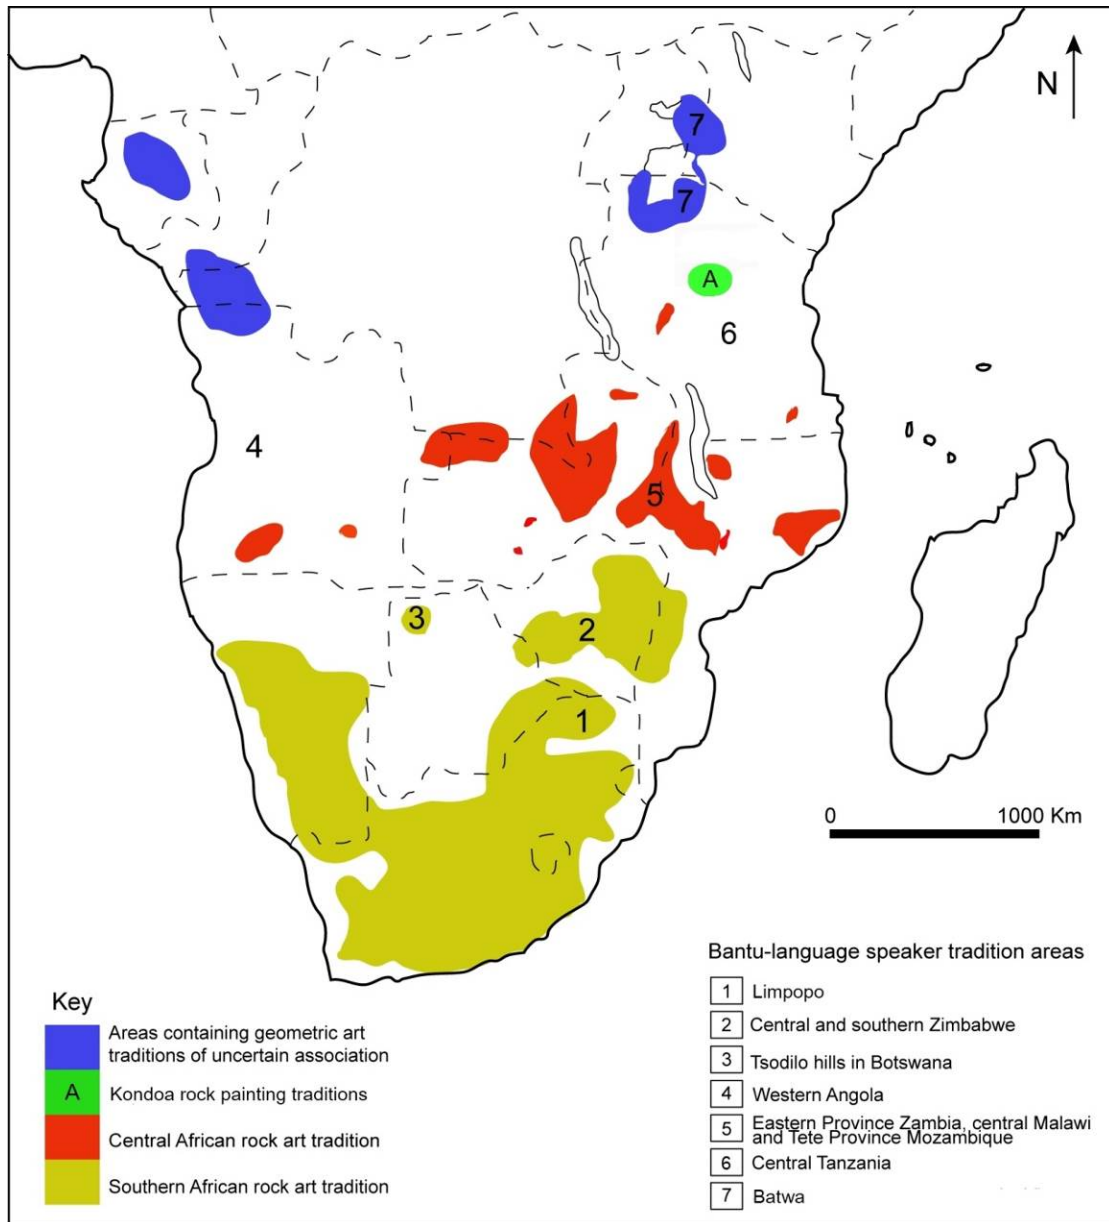 N
7
7
A
6
4
5
3
2
1
0 1000 Km
Key
Areas containing geometric art
traditions of uncertain association
A Kondoa rock painting traditions
Central African rock art tradition
Southern African rock art tradition
Bantu-language speaker tradition areas
1 Limpopo
2 Central and southern Zimbabwe
3 Tsodilo hills in Botswana
4 Western Angola
5 Eastern Province Zambia, central Malawi
and Tete Province Mozambique
6 Central Tanzania
7 Batwa